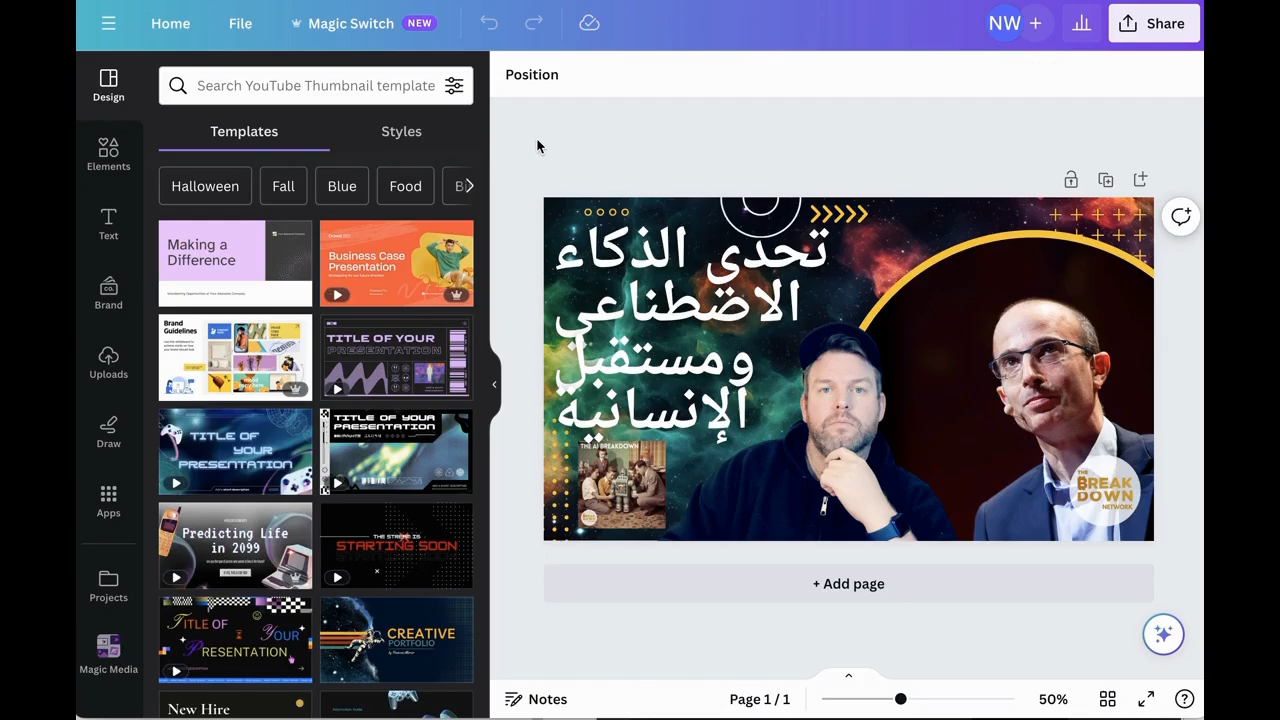 Home
File
Magic Switch
NEW
NW
Share
Design
Elements
Text
Brand
Uploads
Draw
Apps
Projects
Magic Media
Search YouTube Thumbnail template
Templates
Styles
Halloween
Fall
Blue
Food
Making a
Difference
Business Case
Presentation
Brand
Guidelines
TITLE OF YOUR
PRESENTATION
TITLE OF
YOUR
PRESENTATION
TITLE OF YOUR
PRESENTATION
Predicting Life
in 2099
THE STREAM IS
STARTING SOON
TITLE OF
YOUR
PRESENTATION
CREATIVE
PORTFOLIO
New Hire
Position
تحدي الذكاء
الاضطناعي
ومستقبل
الإنسانية
THE AI BREAKDOWN
THE
BREAK
DOWN
NETWORK
+ Add page
Notes
Page 1 / 1
50%